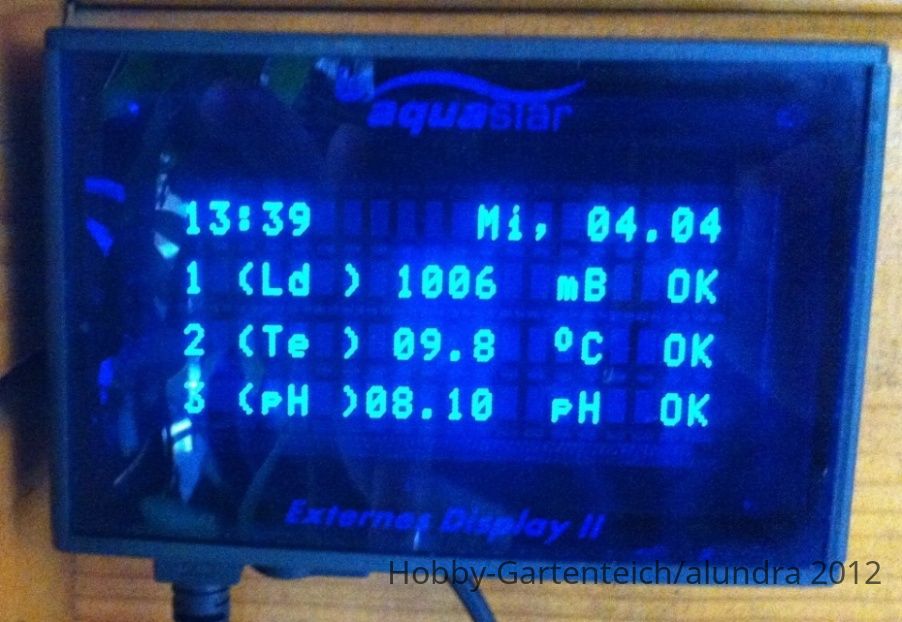 aquastar
13:39 Mi, 04.04
1 (Ld ) 1006 mB OK
2 (Te ) 09.8 ºC OK
3 (pH )08.10 pH OK
Externes Display II
Hobby-Gartenteich/alundra 2012